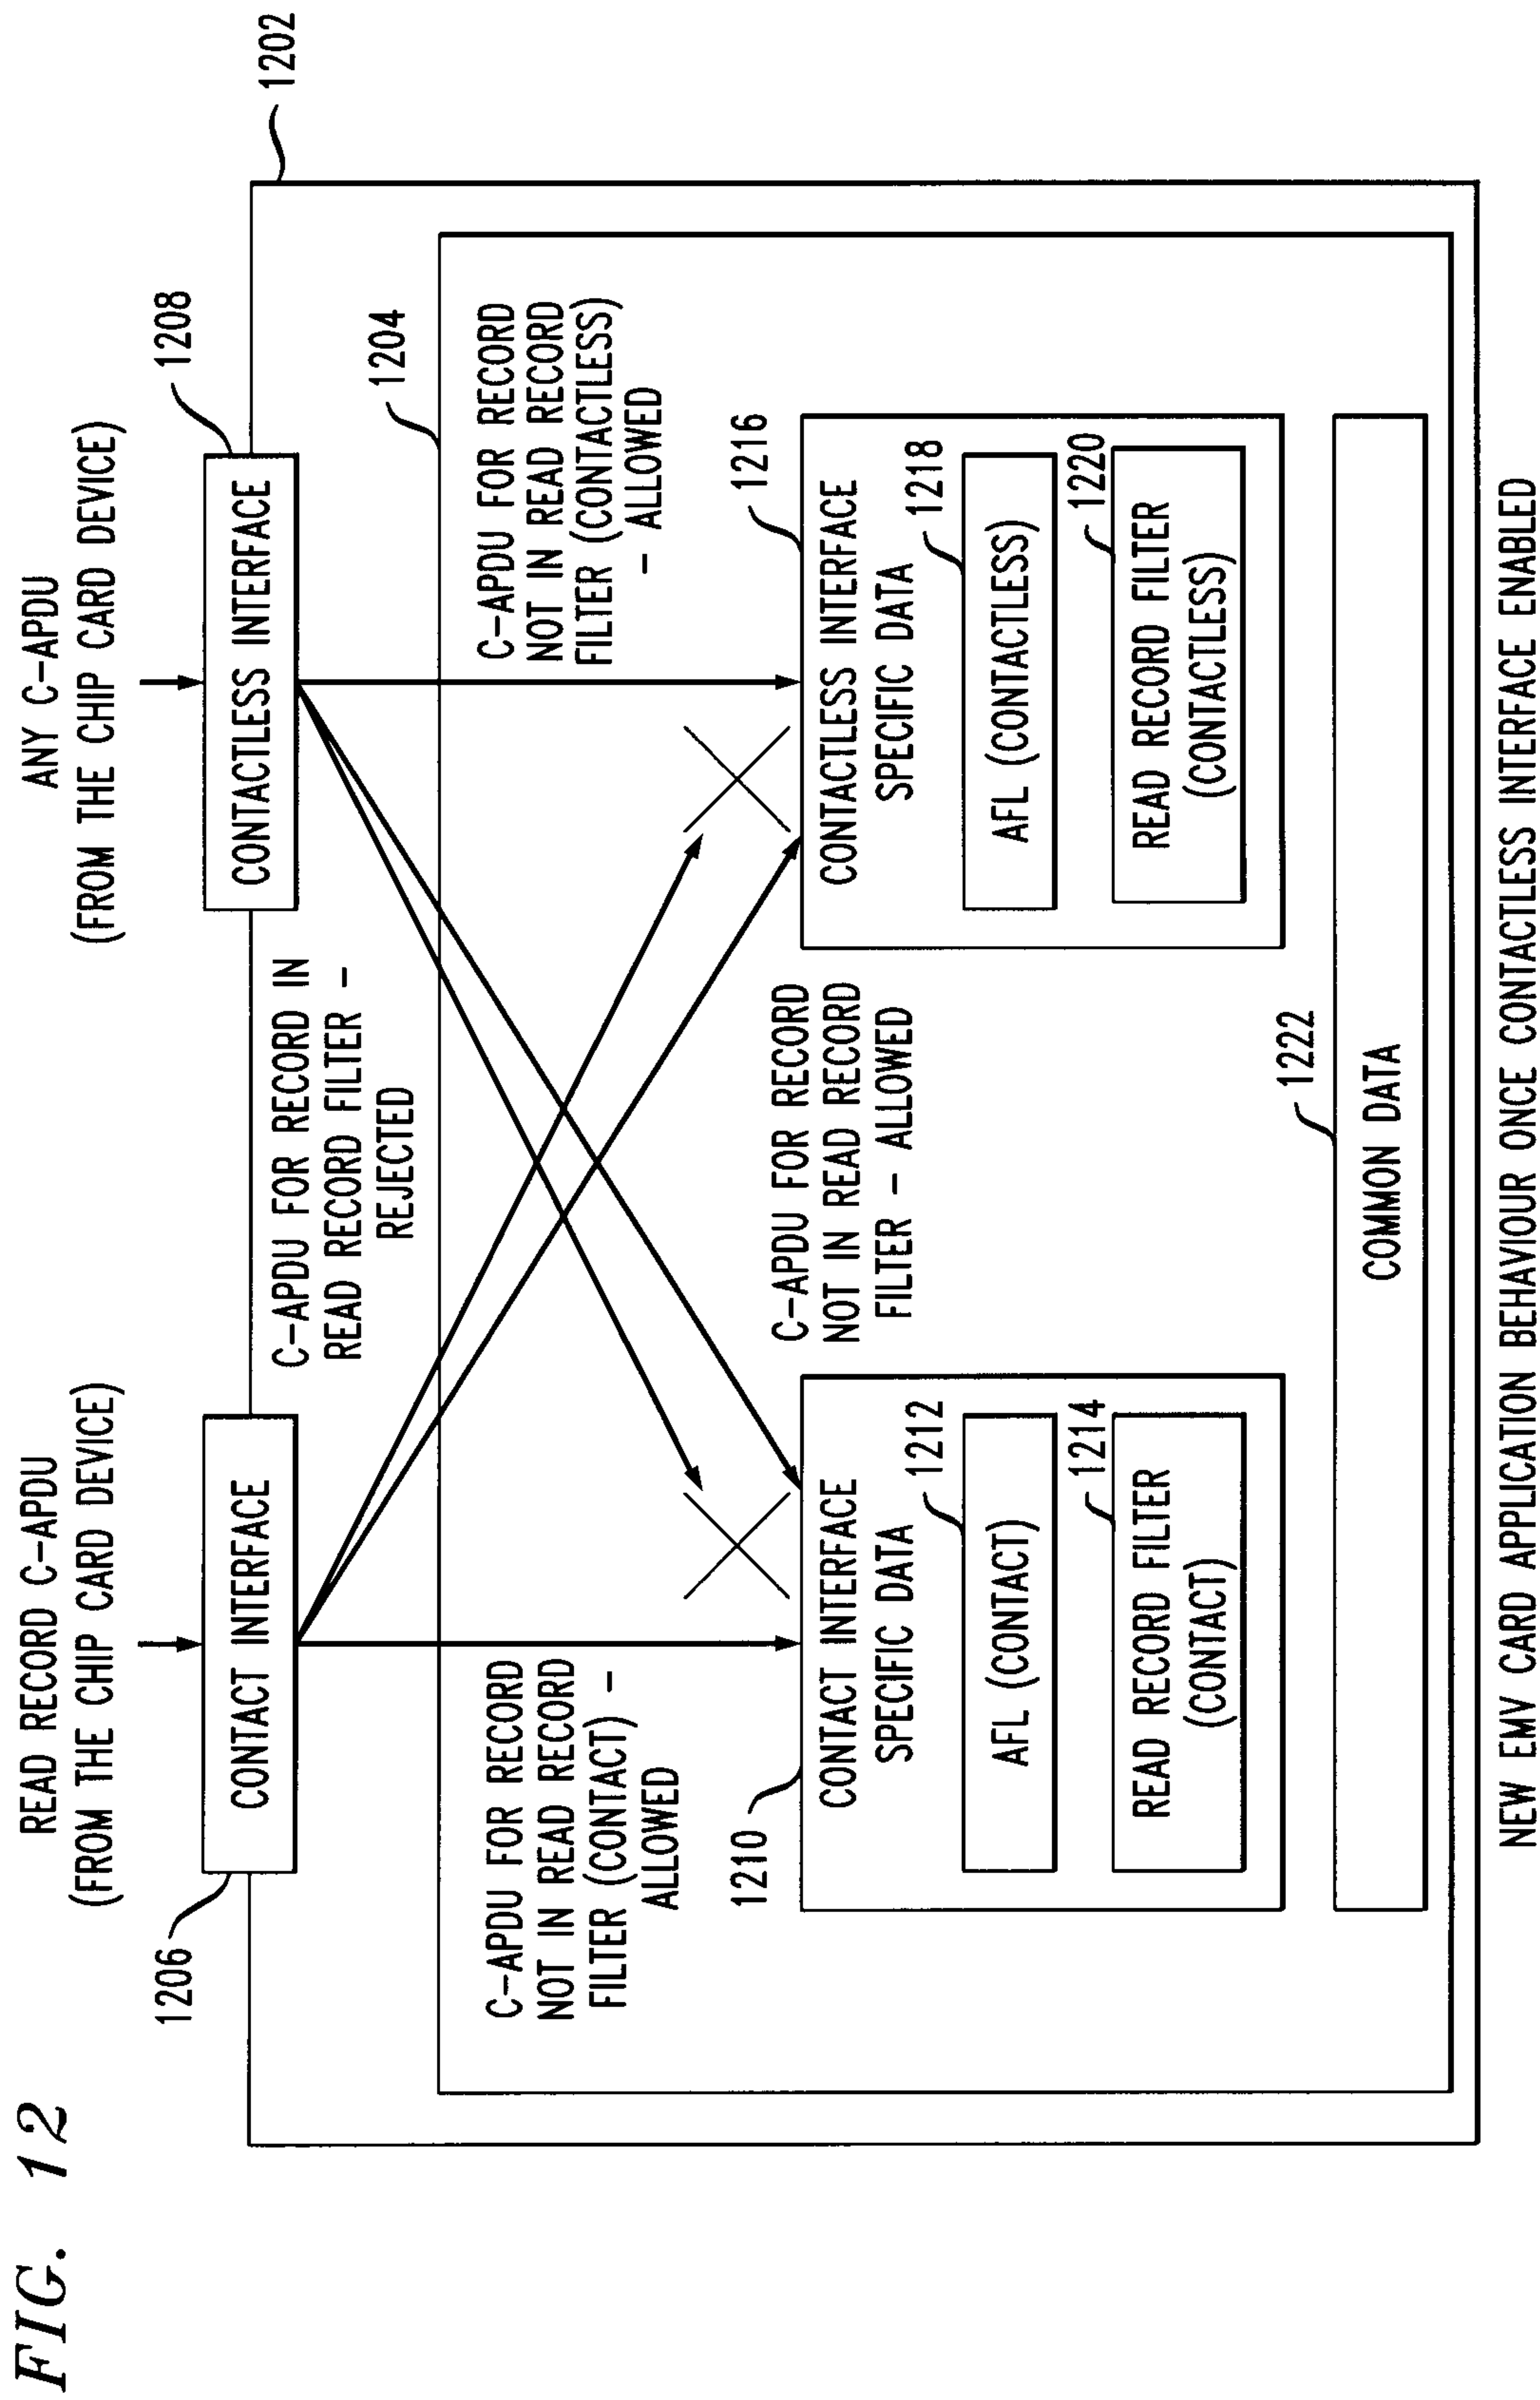 FIG. 12
READ RECORD C-APDU
(FROM THE CHIP CARD DEVICE)
ANY C-APDU
(FROM THE CHIP CARD DEVICE)
1206
CONTACT INTERFACE
CONTACTLESS INTERFACE
1208
1202
C-APDU FOR RECORD IN
READ RECORD FILTER -
REJECTED
1204
C-APDU FOR RECORD
NOT IN READ RECORD
FILTER (CONTACT) -
ALLOWED
C-APDU FOR RECORD
NOT IN READ RECORD
FILTER (CONTACTLESS)
- ALLOWED
1210
CONTACT INTERFACE
SPECIFIC DATA
1212
AFL (CONTACT)
1214
READ RECORD FILTER
(CONTACT)
C-APDU FOR RECORD
NOT IN READ RECORD
FILTER - ALLOWED
1216
CONTACTLESS INTERFACE
SPECIFIC DATA
1218
AFL (CONTACTLESS)
1220
READ RECORD FILTER
(CONTACTLESS)
1222
COMMON DATA
NEW EMV CARD APPLICATION BEHAVIOUR ONCE CONTACTLESS INTERFACE ENABLED